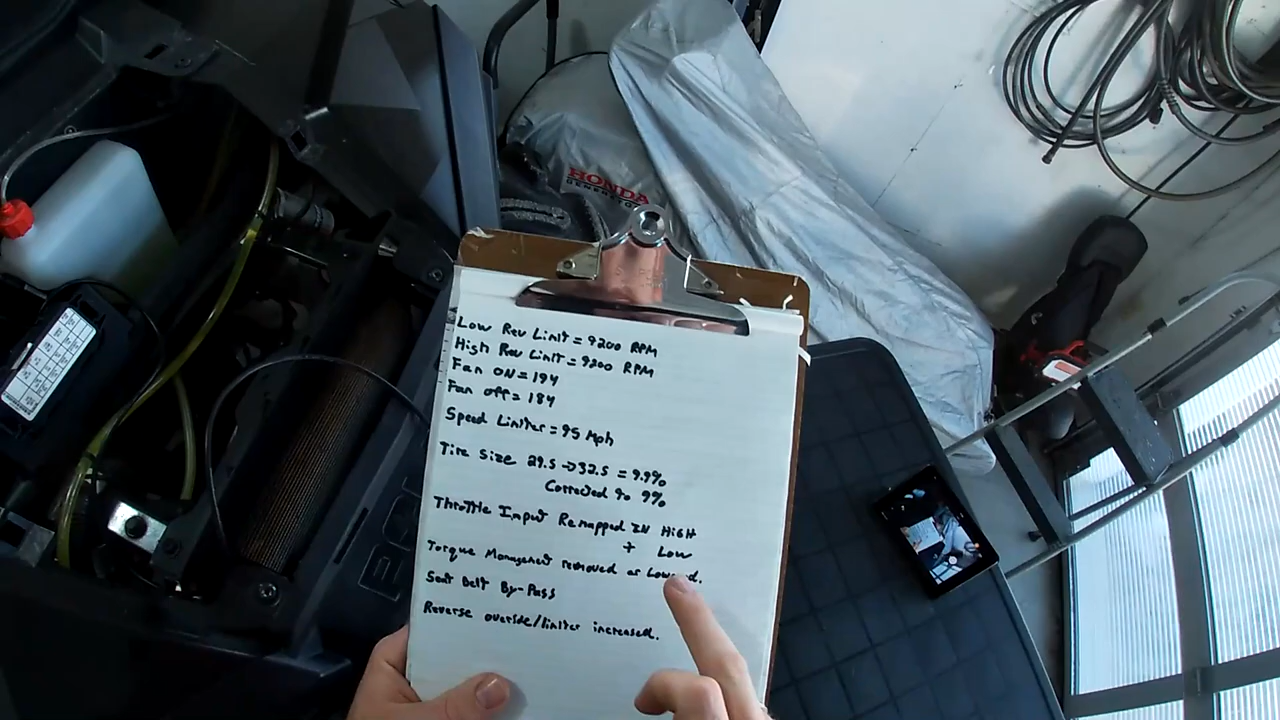 HONDA
Low Rev Limit = 9200 RPM
High Rev Limit = 9200 RPM
Fan ON = 194
Fan off = 184
Speed Limiter = 95 Mph
Tire Size 29.5 → 32.5 = 9.9%
Corrected to 9%
Throttle Input Remapped IN HIGH
+ Low
Torque Management removed or
Seat Belt By-Pass
Reverse override/limiter increased.